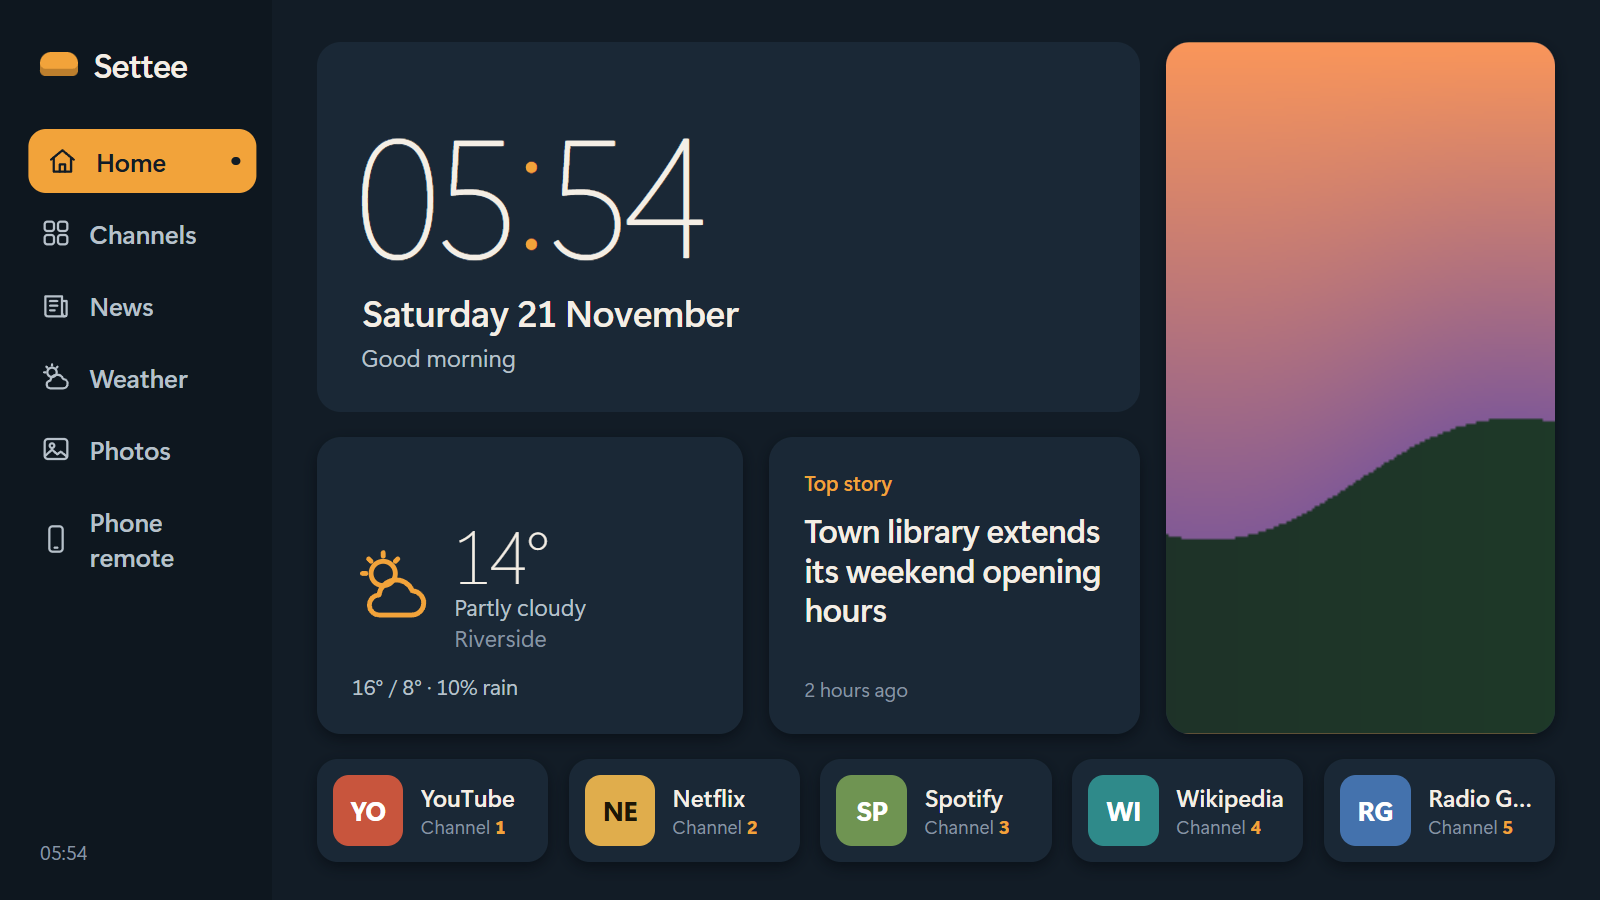 Settee
Home
Channels
News
Weather
Photos
Phone
remote
05:54
05:54
Saturday 21 November
Good morning
14°
Partly cloudy
Riverside
16° / 8° · 10% rain
Top story
Town library extends
its weekend opening
hours
2 hours ago
YO
YouTube
Channel 1
NE
Netflix
Channel 2
SP
Spotify
Channel 3
WI
Wikipedia
Channel 4
RG
Radio G...
Channel 5